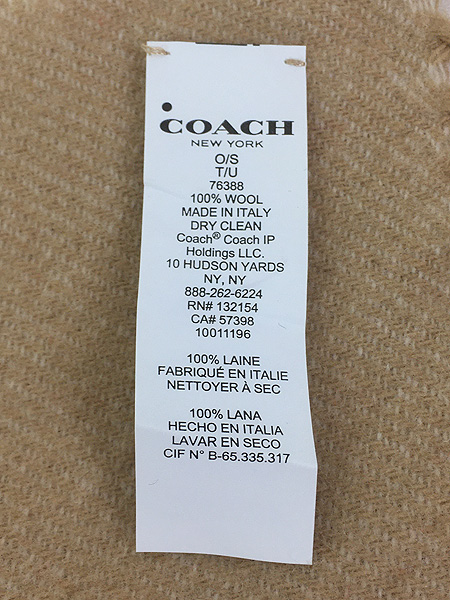 COACH
NEW YORK
O/S
T/U
76388
100% WOOL
MADE IN ITALY
DRY CLEAN
Coach® Coach IP
Holdings LLC.
10 HUDSON YARDS
NY, NY
888-262-6224
RN# 132154
CA# 57398
10011196
100% LAINE
FABRIQUÉ EN ITALIE
NETTOYER À SEC
100% LANA
HECHO EN ITALIA
LAVAR EN SECO
CIF N° B-65.335.317